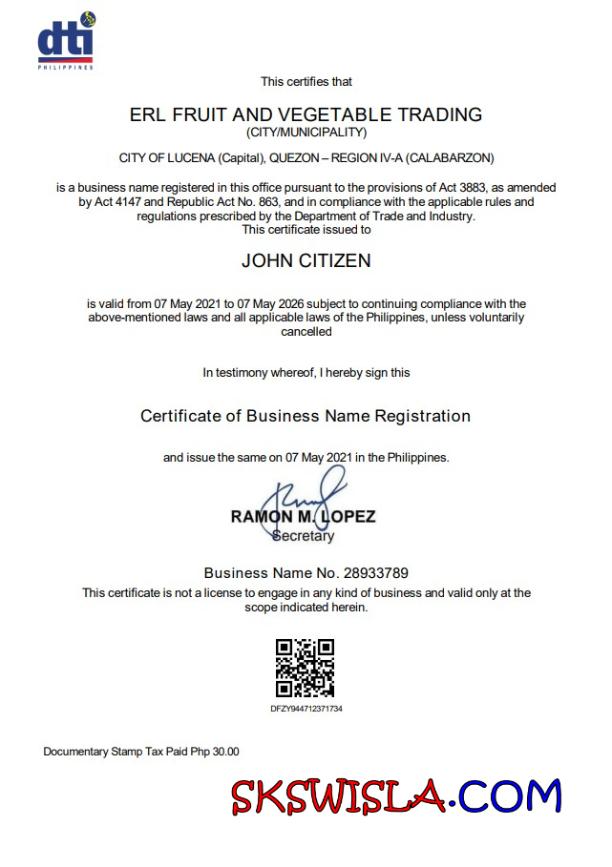 dti
PHILIPPINES
This certifies that
ERL FRUIT AND VEGETABLE TRADING
(CITY/MUNICIPALITY)
CITY OF LUCENA (Capital), QUEZON – REGION IV-A (CALABARZON)
is a business name registered in this office pursuant to the provisions of Act 3883, as amended
by Act 4147 and Republic Act No. 863, and in compliance with the applicable rules and
regulations prescribed by the Department of Trade and Industry.
This certificate issued to
JOHN CITIZEN
is valid from 07 May 2021 to 07 May 2026 subject to continuing compliance with the
above-mentioned laws and all applicable laws of the Philippines, unless voluntarily
cancelled
In testimony whereof, I hereby sign this
Certificate of Business Name Registration
and issue the same on 07 May 2021 in the Philippines.
RAMON M. LOPEZ
Secretary
Business Name No. 28933789
This certificate is not a license to engage in any kind of business and valid only at the
scope indicated herein.
DFZY944712371734
Documentary Stamp Tax Paid Php 30.00
SKSWISLA.COM